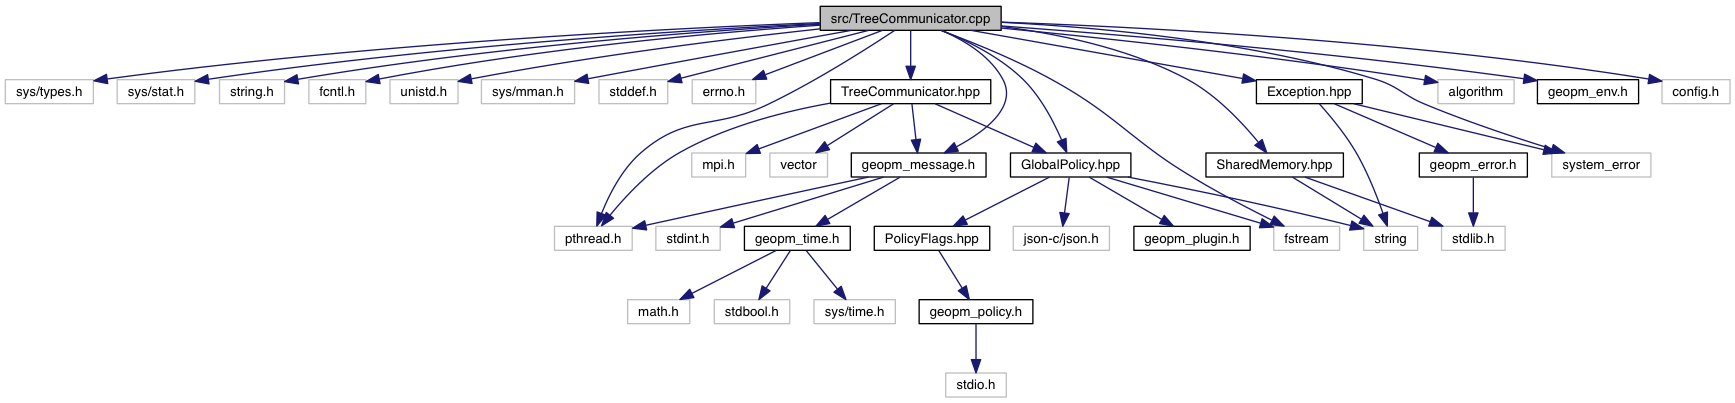 src/TreeCommunicator.cpp
sys/types.h
sys/stat.h
string.h
fcntl.h
unistd.h
sys/mman.h
stddef.h
errno.h
TreeCommunicator.hpp
Exception.hpp
algorithm
geopm_env.h
config.h
mpi.h
vector
geopm_message.h
GlobalPolicy.hpp
SharedMemory.hpp
geopm_error.h
system_error
pthread.h
stdint.h
geopm_time.h
PolicyFlags.hpp
json-c/json.h
geopm_plugin.h
fstream
string
stdlib.h
math.h
stdbool.h
sys/time.h
geopm_policy.h
stdio.h